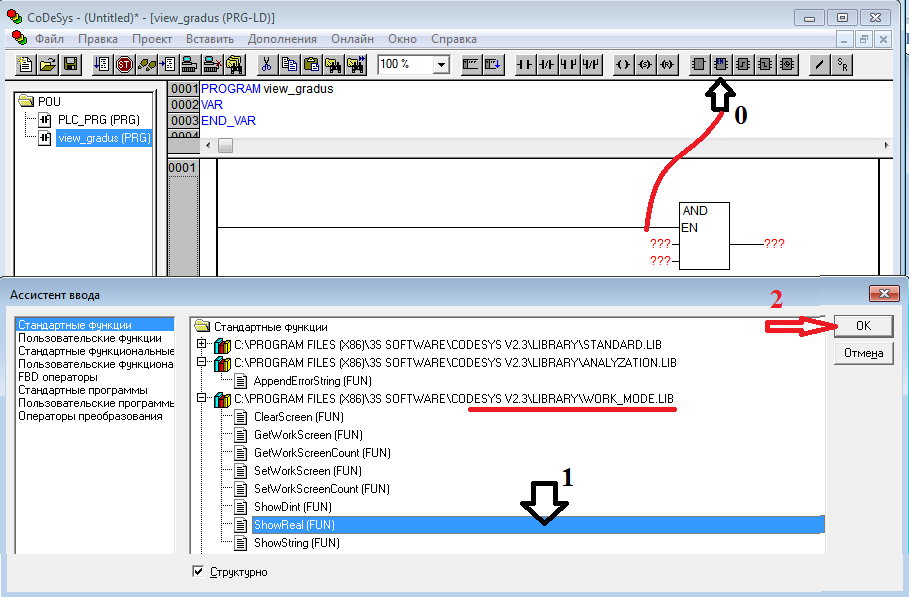 CoDeSys - (Untitled)* - [view_gradus (PRG-LD)]
Файл Правка Проект Вставить Дополнения Онлайн Окно Справка
ST 100 % S R
0
POU
PLC_PRG (PRG)
view_gradus (PRG)
0001 PROGRAM view_gradus
0002 VAR
0003 END_VAR
0004
0001
AND
EN
??? ???
???
Ассистент ввода
Стандартные функции
Пользовательские функции
Стандартные функциональные
Пользовательские функциона
FBD операторы
Стандартные программы
Пользовательские программы
Операторы преобразования
Стандартные функции
C:\PROGRAM FILES (X86)\3S SOFTWARE\CODESYS V2.3\LIBRARY\STANDARD.LIB
C:\PROGRAM FILES (X86)\3S SOFTWARE\CODESYS V2.3\LIBRARY\ANALYZATION.LIB
AppendErrorString (FUN)
C:\PROGRAM FILES (X86)\3S SOFTWARE\CODESYS V2.3\LIBRARY\WORK_MODE.LIB
ClearScreen (FUN)
GetWorkScreen (FUN)
GetWorkScreenCount (FUN)
SetWorkScreen (FUN)
SetWorkScreenCount (FUN)
ShowDint (FUN)
ShowReal (FUN)
ShowString (FUN)
1
2
OK
Отмена
Структурно